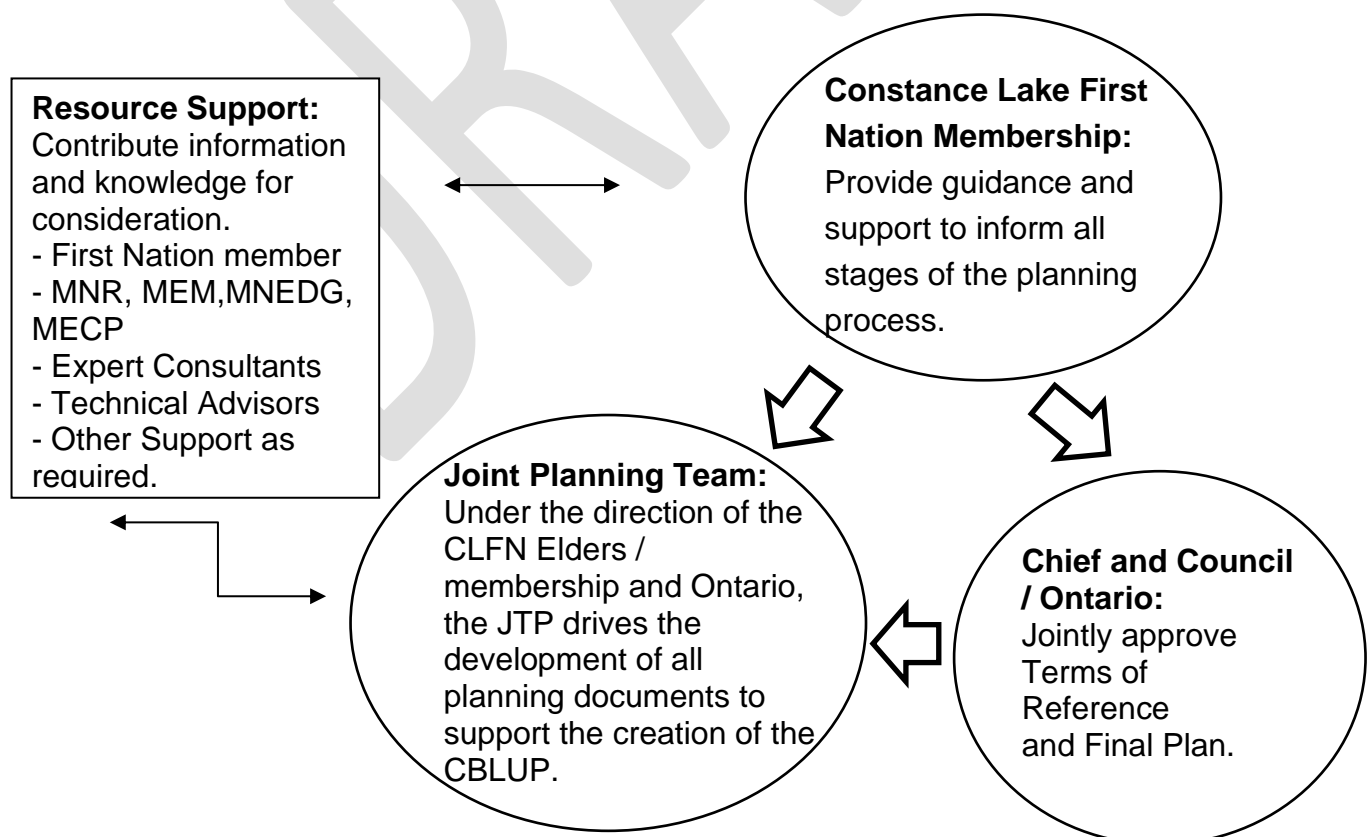 DRA
Resource Support:
Contribute information
and knowledge for
consideration.
- First Nation member
- MNR, MEM,MNEDG,
MECP
- Expert Consultants
- Technical Advisors
- Other Support as
required.
Constance Lake First
Nation Membership:
Provide guidance and
support to inform all
stages of the planning
process.
Joint Planning Team:
Under the direction of the
CLFN Elders /
membership and Ontario,
the JTP drives the
development of all
planning documents to
support the creation of the
CBLUP.
Chief and Council
/ Ontario:
Jointly approve
Terms of
Reference
and Final Plan.